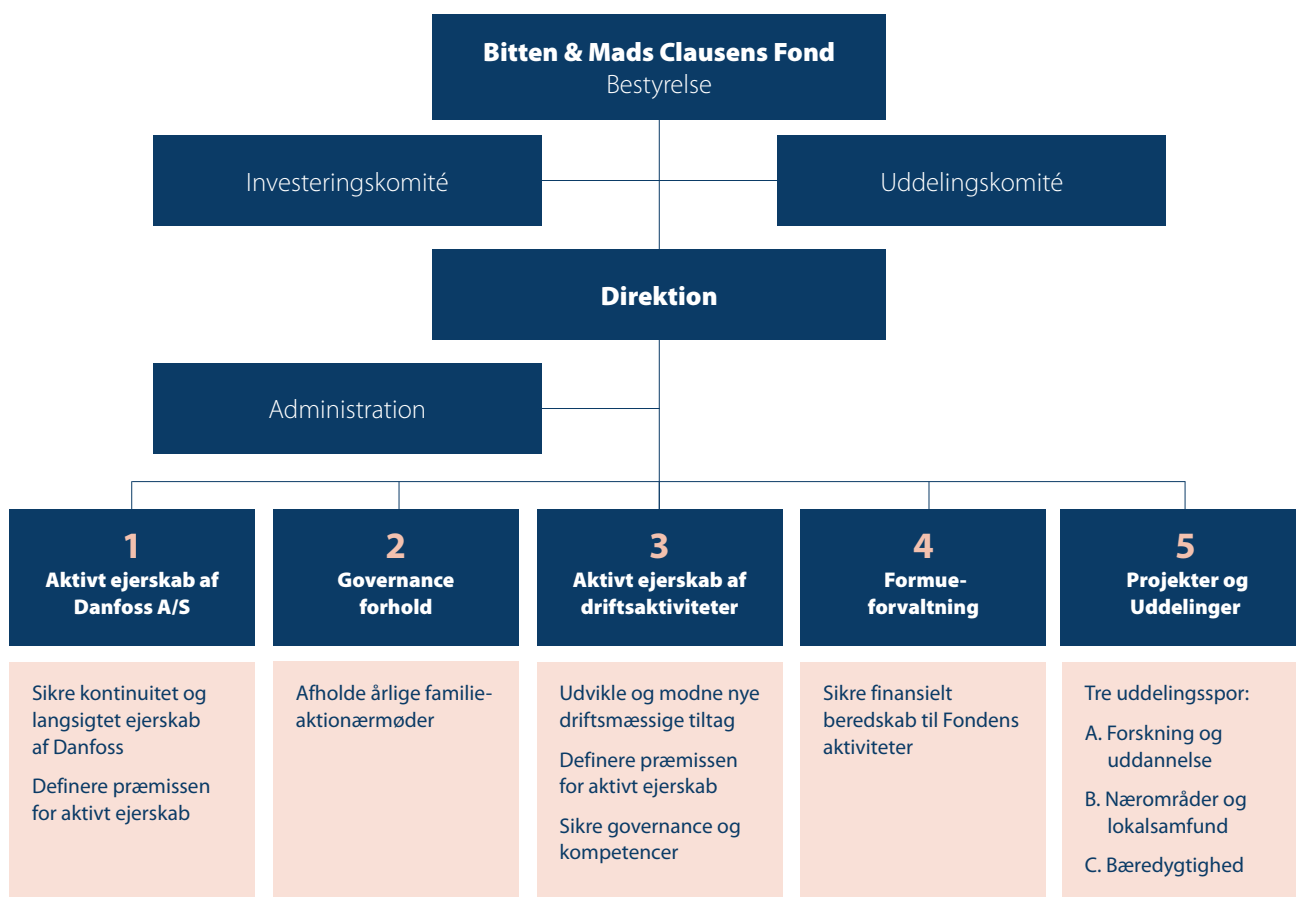 Bitten & Mads Clausens Fond
Bestyrelse
Investeringskomité
Uddelingskomité
Direktion
Administration
1
Aktivt ejerskab af
Danfoss A/S
Sikre kontinuitet og
langsigtet ejerskab
af Danfoss
Definere præmissen
for aktivt ejerskab
2
Governance
forhold
Afholde årlige familie-
aktionærmøder
3
Aktivt ejerskab af
driftsaktiviteter
Udvikle og modne nye
driftsmæssige tiltag
Definere præmissen
for aktivt ejerskab
Sikre governance og
kompetencer
4
Formue-
forvaltning
Sikre finansielt
beredskab til Fondens
aktiviteter
5
Projekter og
Uddelinger
Tre uddelingsspor:
A. Forskning og
uddannelse
B. Nærområder og
lokalsamfund
C. Bæredygtighed